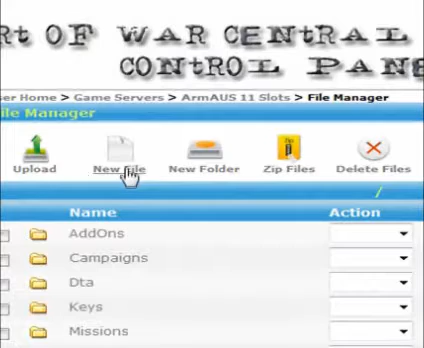 Rt OF WAR CENtRAL
CONtROL PANE
ser Home > Game Servers > ArmAUS 11 Slots > File Manager
File Manager
Upload New File New Folder Zip Files Delete Files
/
Name Action
AddOns
Campaigns
Dta
Keys
Missions